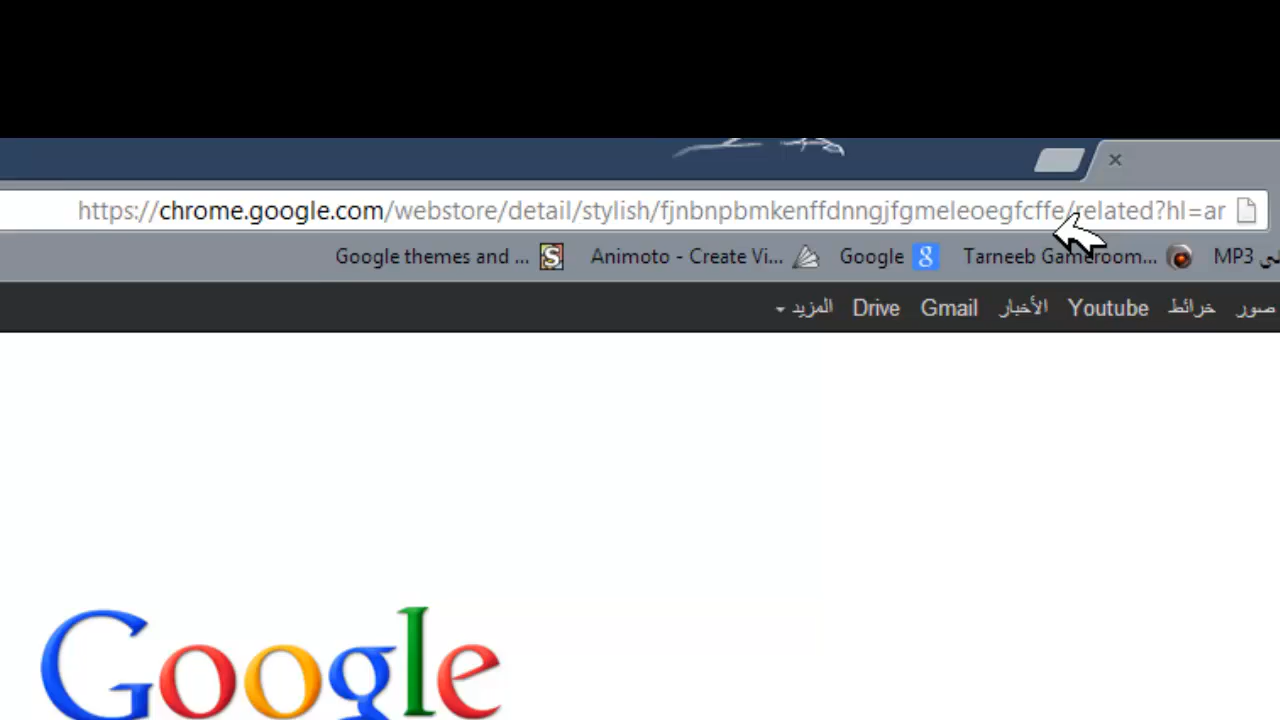 https://chrome.google.com/webstore/detail/stylish/fjnbnpbmkenffdnngjfgmeleoegfcffe/related?hl=ar
Google themes and ... Animoto - Create Vi... Google Tarneeb Gameroom... MP3
صور خرائط Youtube الأخبار Gmail Drive المزيد
Google